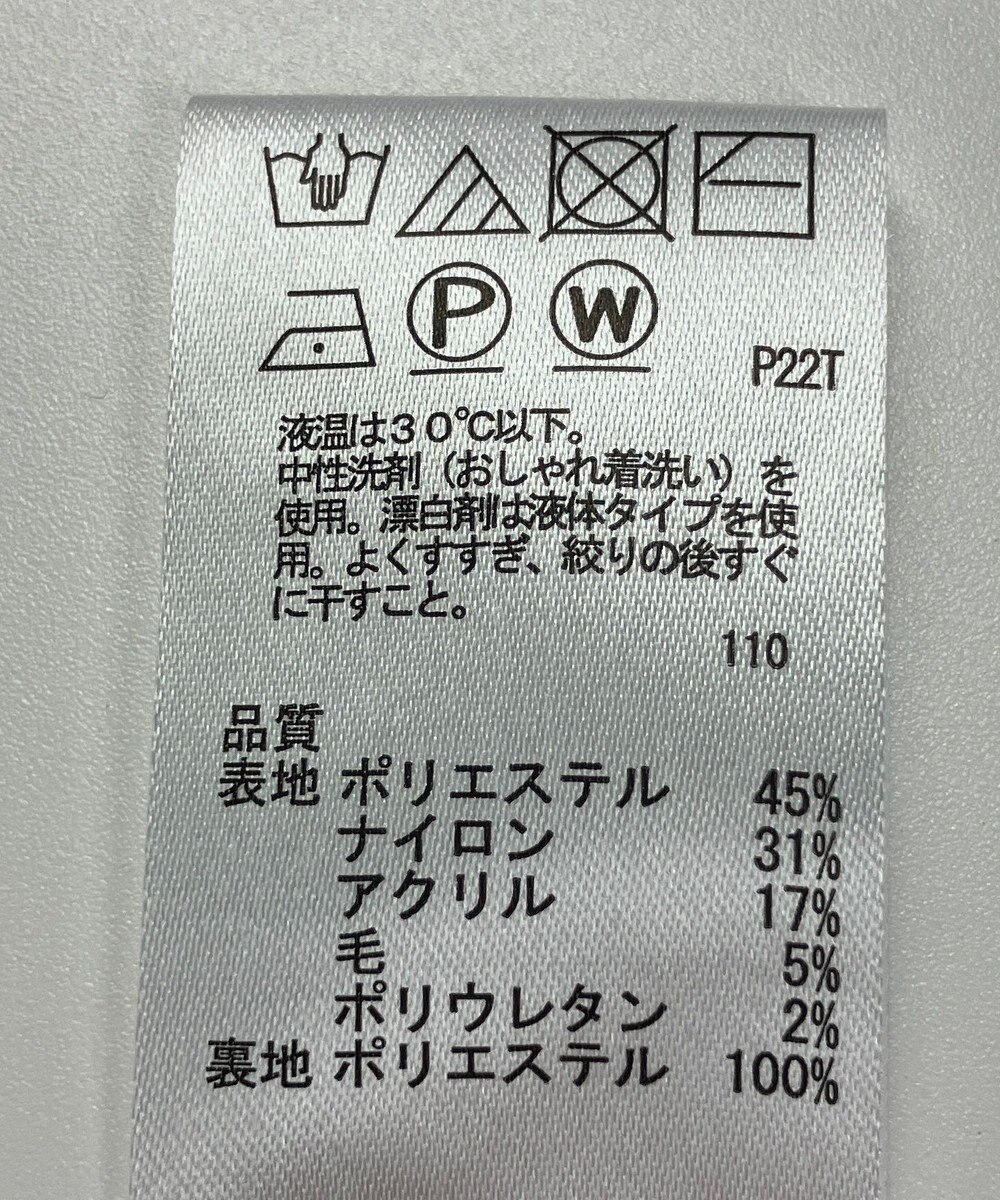 P W
P22T
液温は30℃以下。
中性洗剤（おしゃれ着洗い）を
使用。漂白剤は液体タイプを使
用。よくすすぎ、絞りの後すぐ
に干すこと。
110
品質
表地 ポリエステル 45%
ナイロン 31%
アクリル 17%
毛 5%
ポリウレタン 2%
裏地 ポリエステル 100%